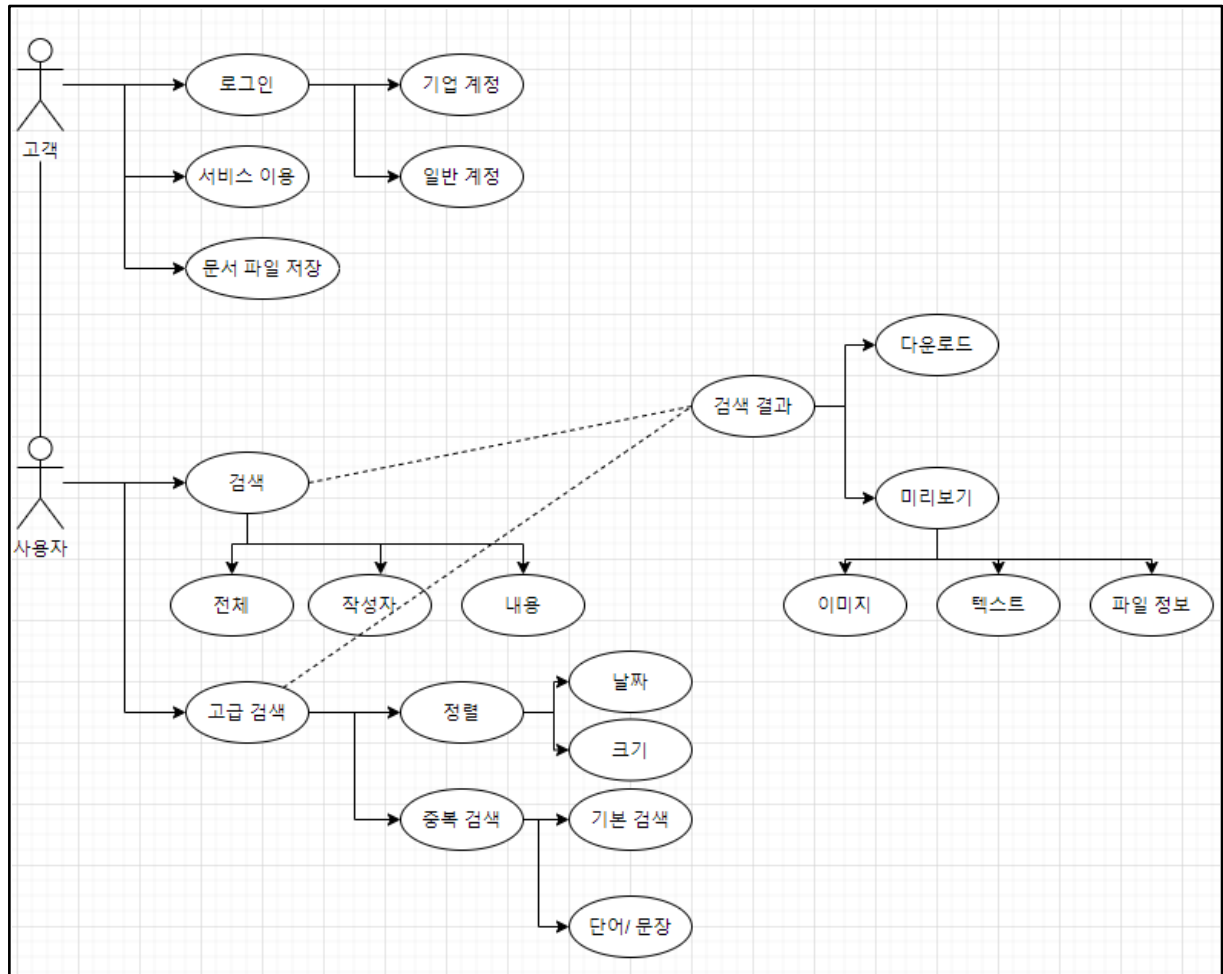 로그인
기업 계정
고객
서비스 이용
일반 계정
문서 파일 저장
다운로드
검색 결과
검색
미리보기
사용자
전체
작성자
내용
이미지
텍스트
파일 정보
날짜
고급 검색
정렬
크기
중복 검색
기본 검색
단어/ 문장